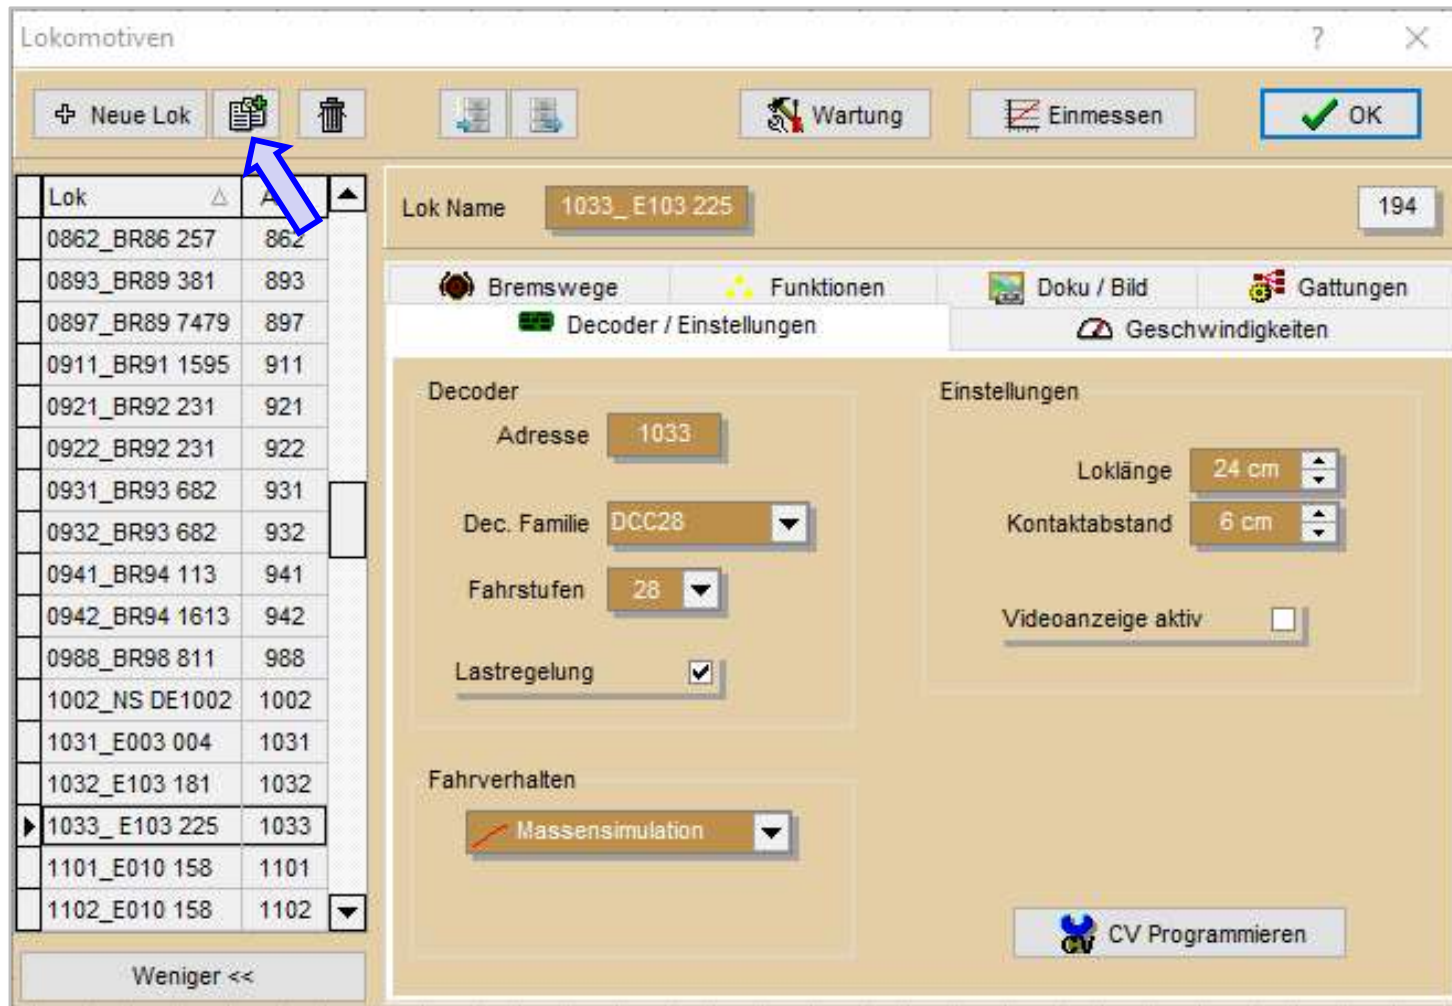 Lokomotiven
Neue Lok
Wartung
Einmessen
OK
Lok
0862_BR86 257 862
0893_BR89 381 893
0897_BR89 7479 897
0911_BR91 1595 911
0921_BR92 231 921
0922_BR92 231 922
0931_BR93 682 931
0932_BR93 682 932
0941_BR94 113 941
0942_BR94 1613 942
0988_BR98 811 988
1002_NS DE1002 1002
1031_E003 004 1031
1032_E103 181 1032
1033_ E103 225 1033
1101_E010 158 1101
1102_E010 158 1102
Weniger <<
Lok Name 1033_ E103 225 194
Bremswege Funktionen Doku / Bild Gattungen
Decoder / Einstellungen Geschwindigkeiten
Decoder
Adresse 1033
Dec. Familie DCC28
Fahrstufen 28
Lastregelung
Einstellungen
Loklänge 24 cm
Kontaktabstand 6 cm
Videoanzeige aktiv
Fahrverhalten
Massensimulation
CV
CV Programmieren